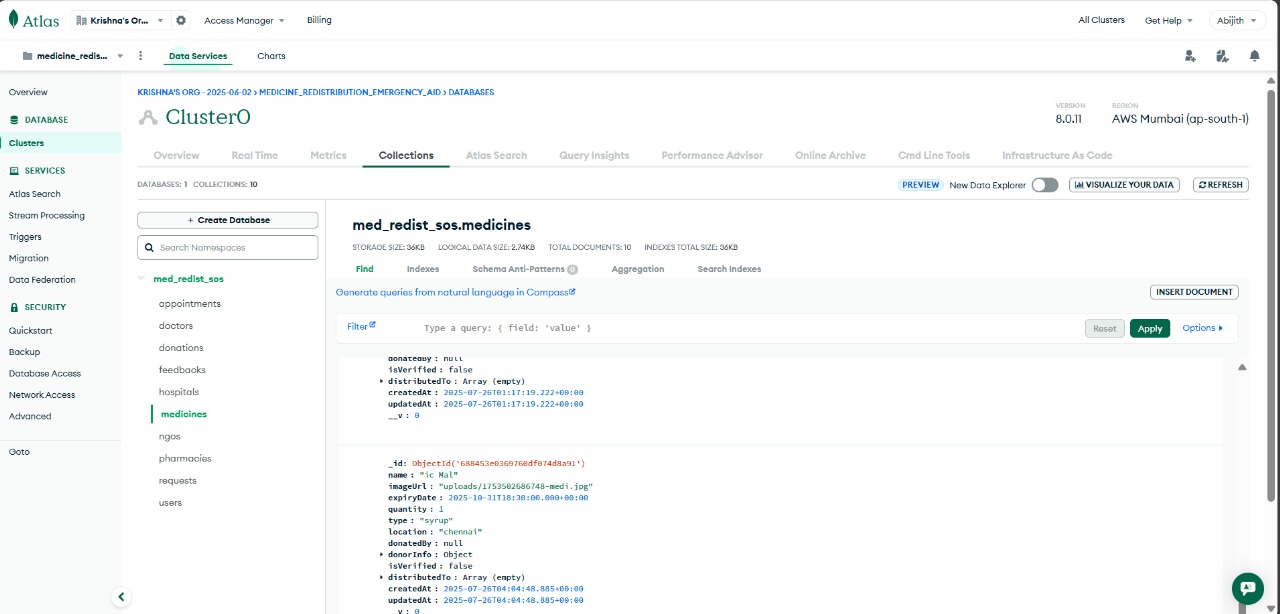 Atlas
Krishna's Or...
Access Manager
Billing
All Clusters
Get Help
Abijith
medicine_redis...
Data Services
Charts
Overview
DATABASE
Clusters
SERVICES
Atlas Search
Stream Processing
Triggers
Migration
Data Federation
SECURITY
Quickstart
Backup
Database Access
Network Access
Advanced
Goto
KRISHNA'S ORG - 2025-06-02 > MEDICINE_REDISTRIBUTION_EMERGENCY_AID > DATABASES
Cluster0
VERSION
8.0.11
REGION
AWS Mumbai (ap-south-1)
Overview
Real Time
Metrics
Collections
Atlas Search
Query Insights
Performance Advisor
Online Archive
Cmd Line Tools
Infrastructure As Code
DATABASES: 1 COLLECTIONS: 10
PREVIEW New Data Explorer
VISUALIZE YOUR DATA
REFRESH
+ Create Database
Search Namespaces
med_redist_sos
appointments
doctors
donations
feedbacks
hospitals
medicines
ngos
pharmacies
requests
users
med_redist_sos.medicines
STORAGE SIZE: 36KB LOGICAL DATA SIZE: 2.74KB TOTAL DOCUMENTS: 10 INDEXES TOTAL SIZE: 36KB
Find
Indexes
Schema Anti-Patterns 0
Aggregation
Search Indexes
Generate queries from natural language in Compass
INSERT DOCUMENT
Filter
Type a query: { field: 'value' }
Reset
Apply
Options
donatedBy : null
isVerified : false
distributedTo : Array (empty)
createdAt : 2025-07-26T01:17:19.222+00:00
updatedAt : 2025-07-26T01:17:19.222+00:00
__v : 0
_id: ObjectId('688453e0369760df074d8a91')
name : "ic Mal"
imageUrl : "uploads/1753502686748-medi.jpg"
expiryDate : 2025-10-31T18:30:00.000+00:00
quantity : 1
type : "syrup"
location : "chennai"
donatedBy : null
donorInfo : Object
isVerified : false
distributedTo : Array (empty)
createdAt : 2025-07-26T04:04:48.885+00:00
updatedAt : 2025-07-26T04:04:48.885+00:00
__v : 0